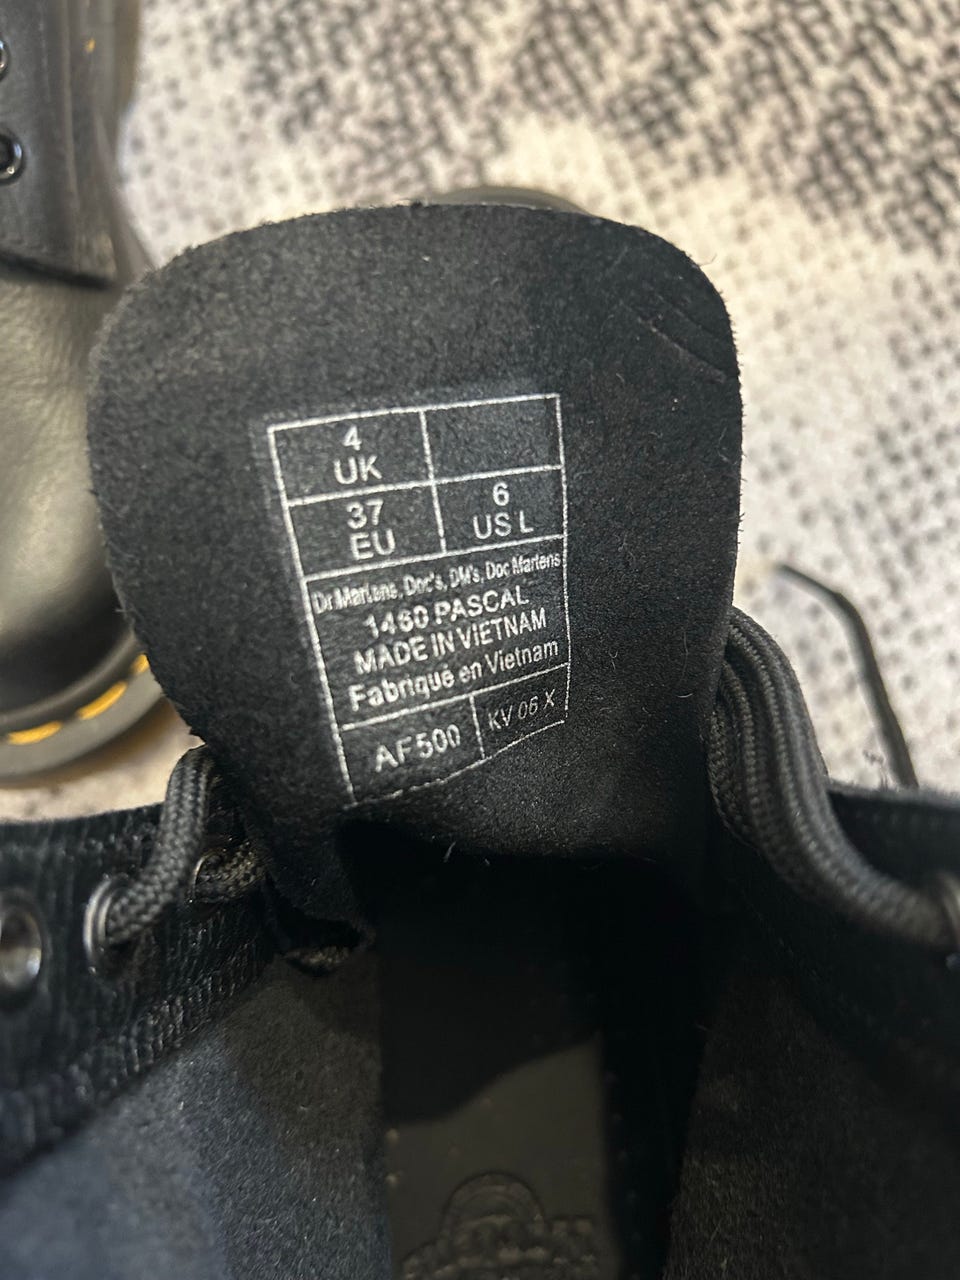 4
UK
37
EU
6
US L
Dr.Martens, Doc's, DM's, Doc Martens
1460 PASCAL
MADE IN VIETNAM
Fabriqué en Vietnam
AF500
KV 06 X